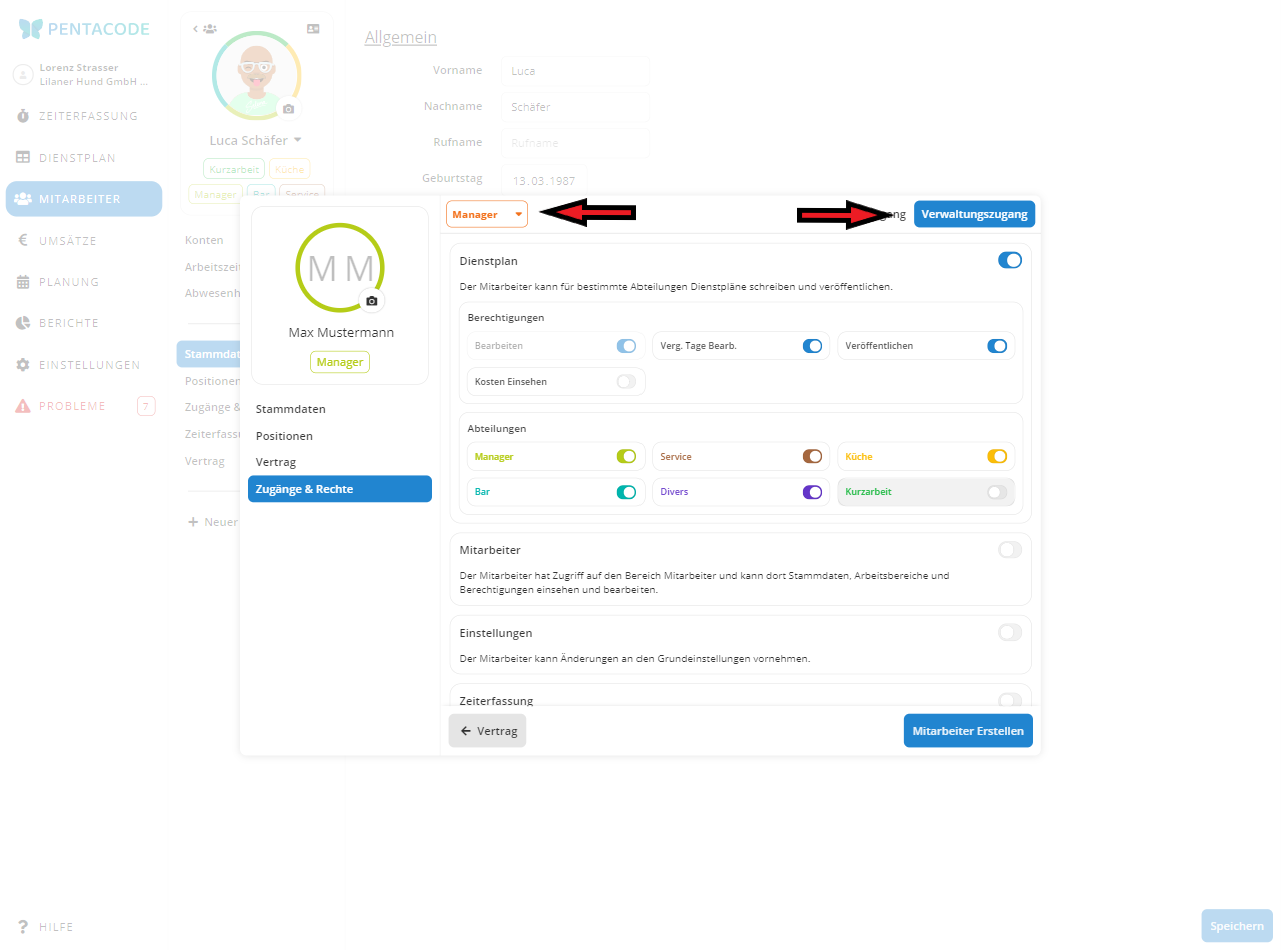 PENTACODE
Lorenz Strasser
Lilaner Hund GmbH ...
ZEITERFASSUNG
DIENSTPLAN
MITARBEITER
UMSÄTZE
PLANUNG
BERICHTE
EINSTELLUNGEN
PROBLEME 7
HILFE
Luca Schäfer
Kurzarbeit Küche
Manager Bar Service
Konten
Stammdat
Positionen
Zugänge &
Vertrag
+ Neuer
Allgemein
Vorname Luca
Nachname Schäfer
Rufname Rufname
Geburtstag 13.03.1987
M M
Max Mustermann
Manager
Stammdaten
Positionen
Vertrag
Zugänge & Rechte
Manager
Verwaltungszugang
Dienstplan
Der Mitarbeiter kann für bestimmte Abteilungen Dienstpläne schreiben und veröffentlichen.
Berechtigungen
Bearbeiten Verg. Tage Bearb. Veröffentlichen
Kosten Einsehen
Abteilungen
Manager Service Küche
Bar Divers Kurzarbeit
Mitarbeiter
Der Mitarbeiter hat Zugriff auf den Bereich Mitarbeiter und kann dort Stammdaten, Arbeitsbereiche und
Berechtigungen einsehen und bearbeiten.
Einstellungen
Der Mitarbeiter kann Änderungen an den Grundeinstellungen vornehmen.
Zeiterfassung
Vertrag
Mitarbeiter Erstellen
Speichern